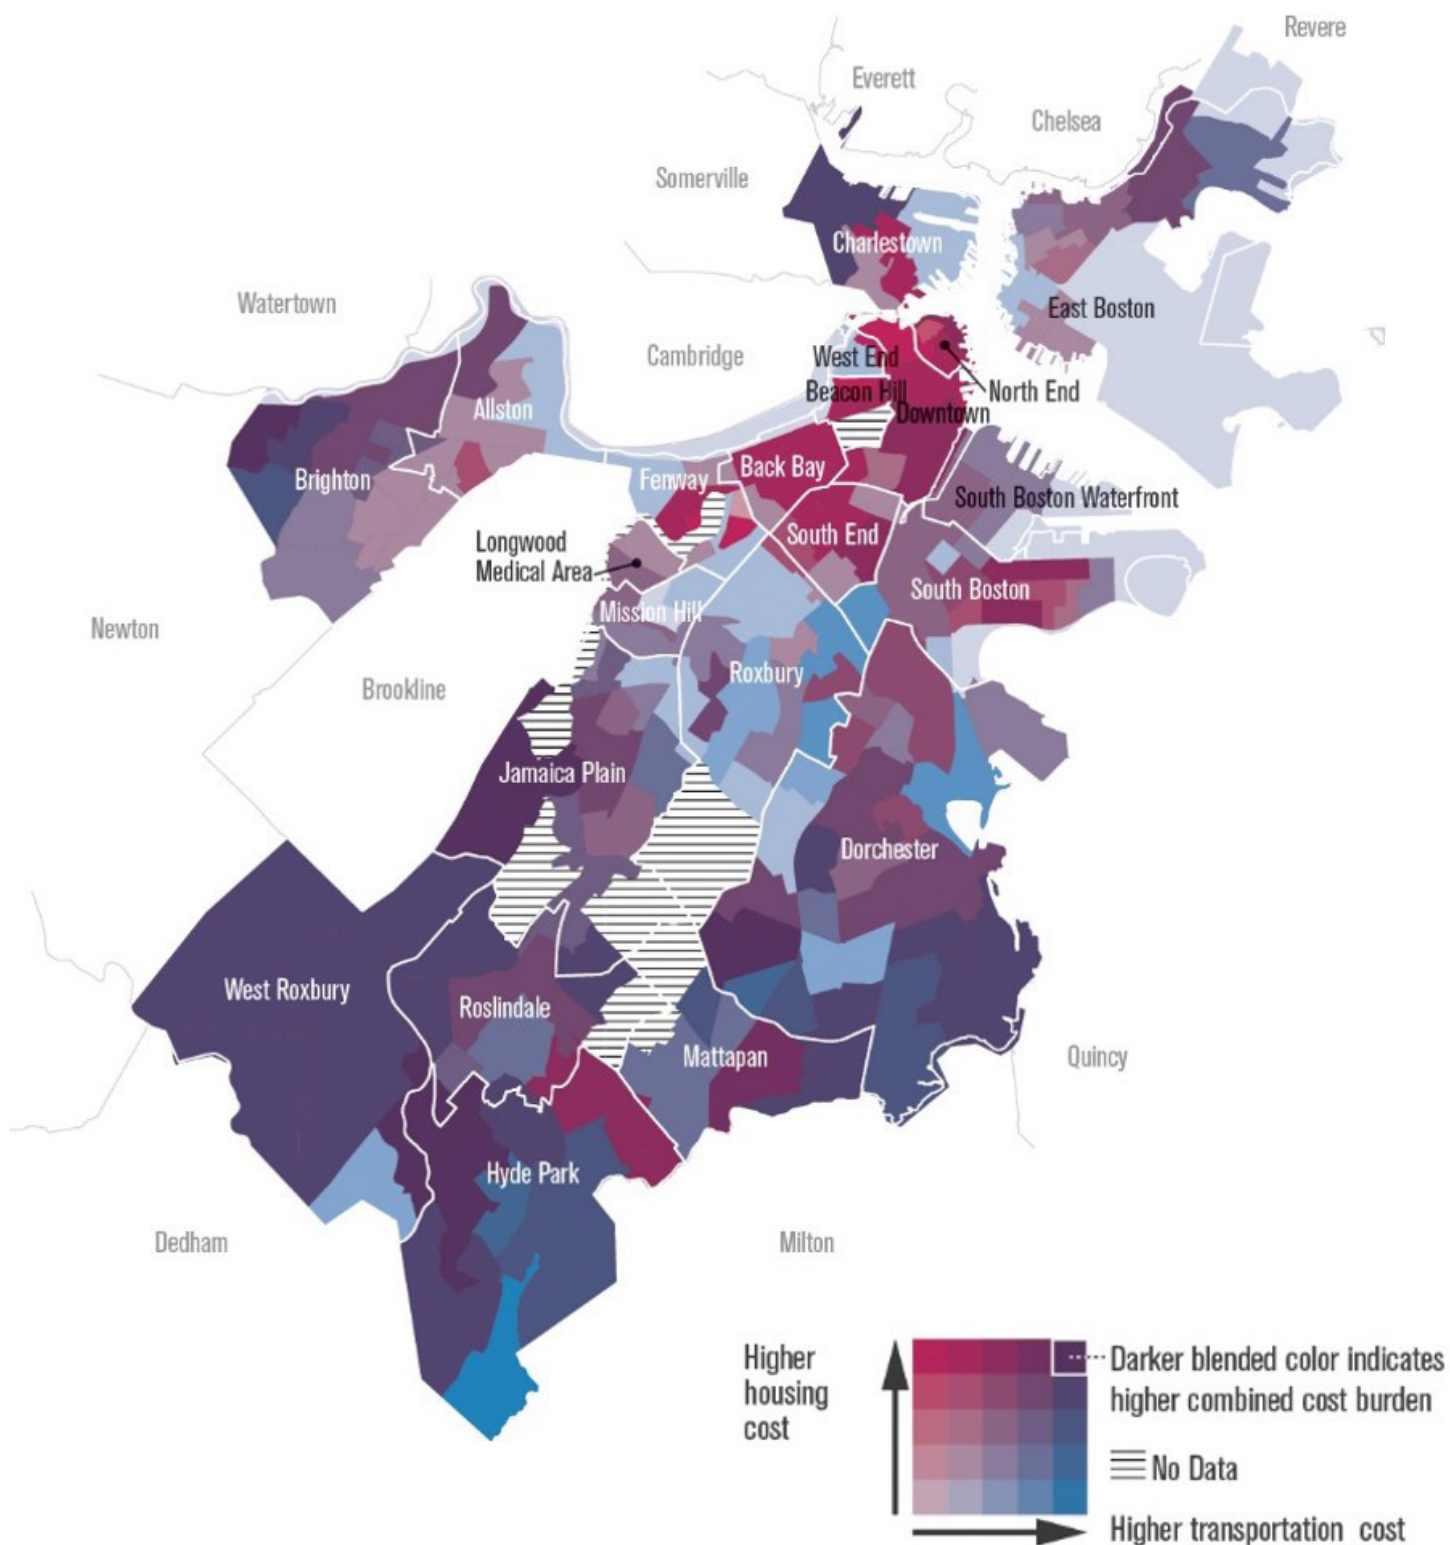 Revere
Everett
Chelsea
Somerville
Charlestown
Watertown
East Boston
Cambridge
West End
Beacon Hill
North End
Downtown
Allston
Back Bay
Brighton
Fenway
South Boston Waterfront
South End
Longwood
Medical Area
South Boston
Mission Hill
Newton
Roxbury
Brookline
Jamaica Plain
Dorchester
West Roxbury
Roslindale
Mattapan
Quincy
Hyde Park
Dedham
Milton
Higher
housing
cost
Darker blended color indicates
higher combined cost burden
No Data
Higher transportation cost